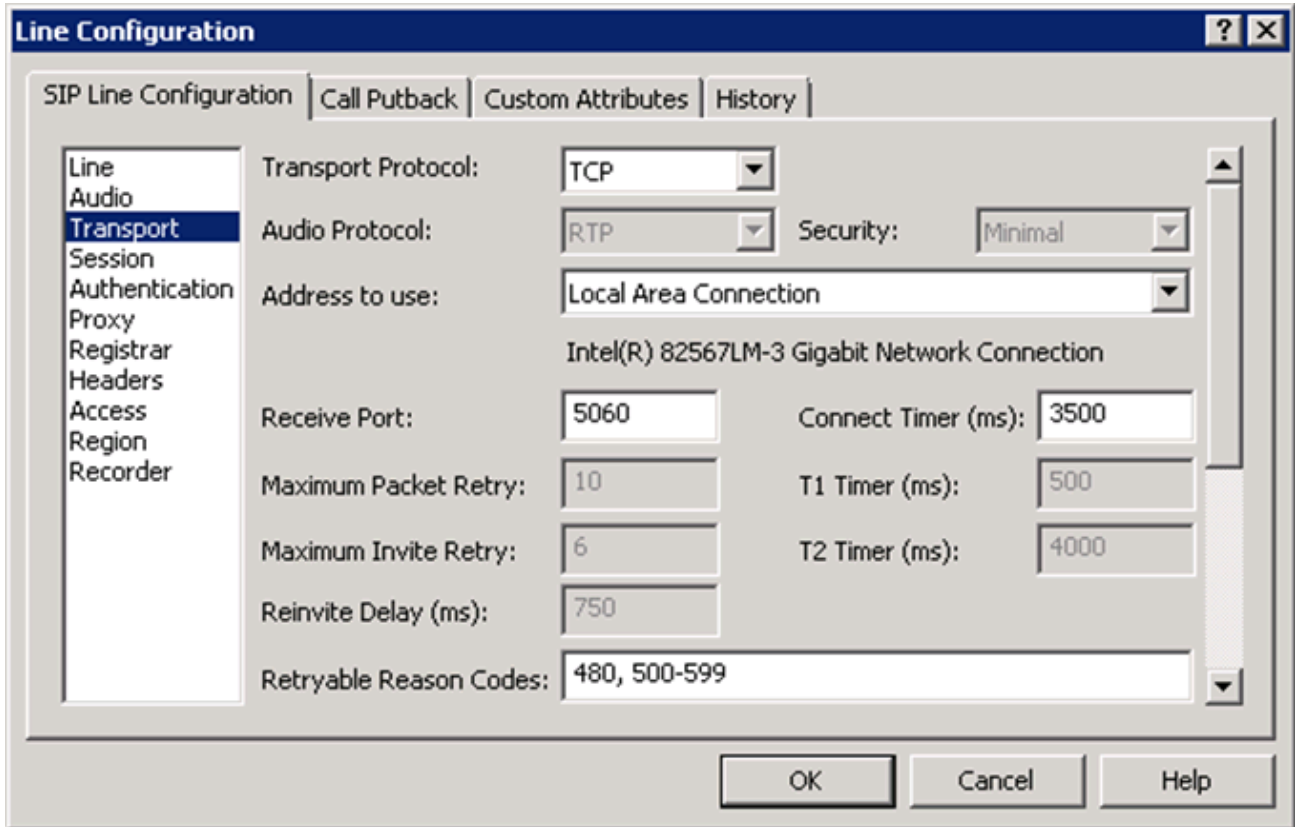 Line Configuration
SIP Line Configuration Call Putback Custom Attributes History
Line
Audio
Transport
Session
Authentication
Proxy
Registrar
Headers
Access
Region
Recorder
Transport Protocol: TCP
Audio Protocol: RTP Security: Minimal
Address to use: Local Area Connection
Intel(R) 82567LM-3 Gigabit Network Connection
Receive Port: 5060 Connect Timer (ms): 3500
Maximum Packet Retry: 10 T1 Timer (ms): 500
Maximum Invite Retry: 6 T2 Timer (ms): 4000
Reinvite Delay (ms): 750
Retryable Reason Codes: 480, 500-599
OK Cancel Help